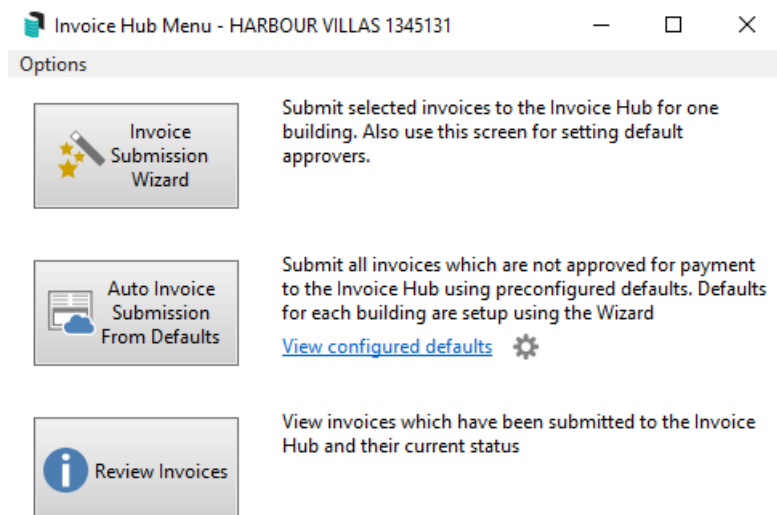 Invoice Hub Menu - HARBOUR VILLAS 1345131
Options
Invoice
Submission
Wizard
Submit selected invoices to the Invoice Hub for one
building. Also use this screen for setting default
approvers.
Auto Invoice
Submission
From Defaults
Submit all invoices which are not approved for payment
to the Invoice Hub using preconfigured defaults. Defaults
for each building are setup using the Wizard
View configured defaults
Review Invoices
View invoices which have been submitted to the Invoice
Hub and their current status